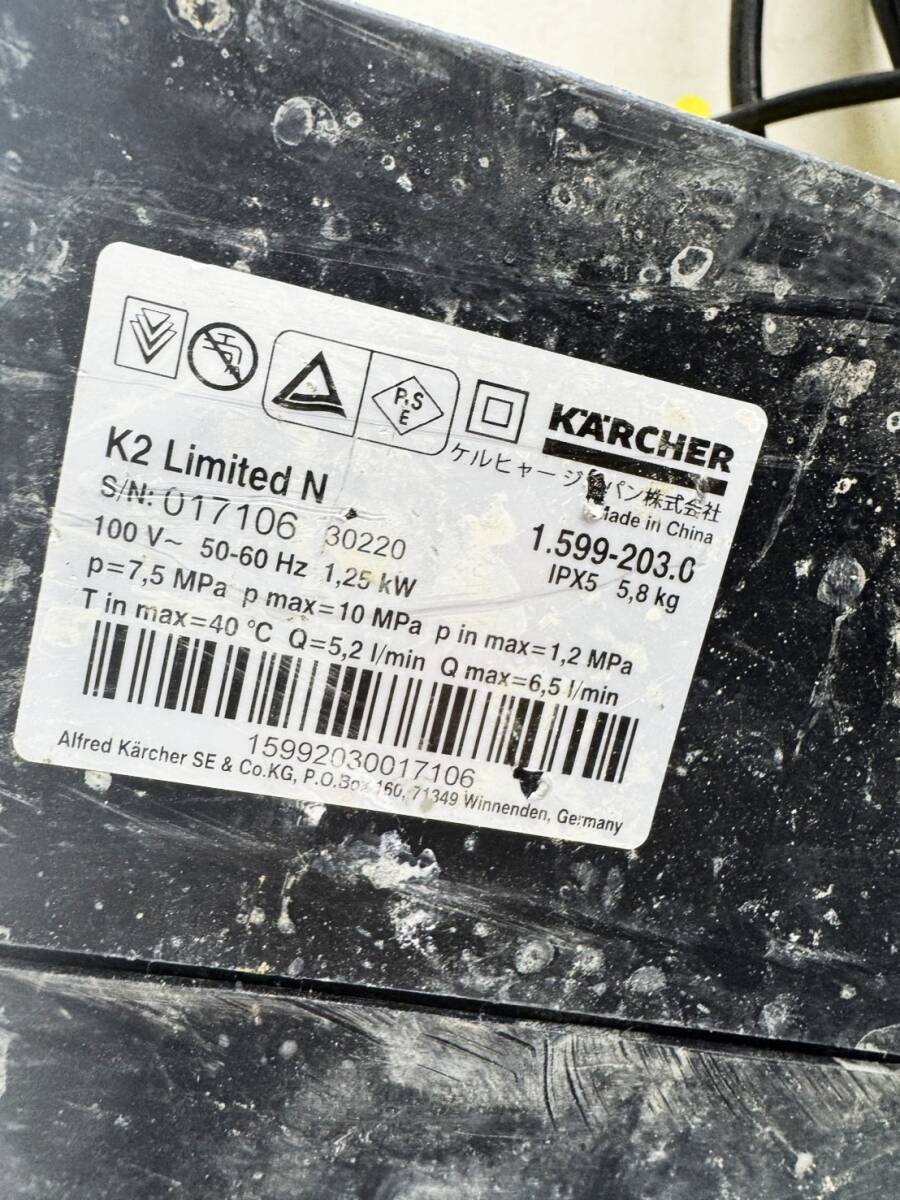 P S
E
KÄRCHER
ケルヒャー ジャパン株式会社
Made in China
K2 Limited N
1.599-203.0
S/N: 017106 30220
IPX5 5,8 kg
100 V~ 50-60 Hz 1,25 kW
p=7,5 MPa p max=10 MPa p in max=1,2 MPa
T in max=40 °C Q=5,2 l/min Q max=6,5 l/min
15992030017106
Alfred Kärcher SE & Co.KG, P.O.Box 160, 71349 Winnenden, Germany